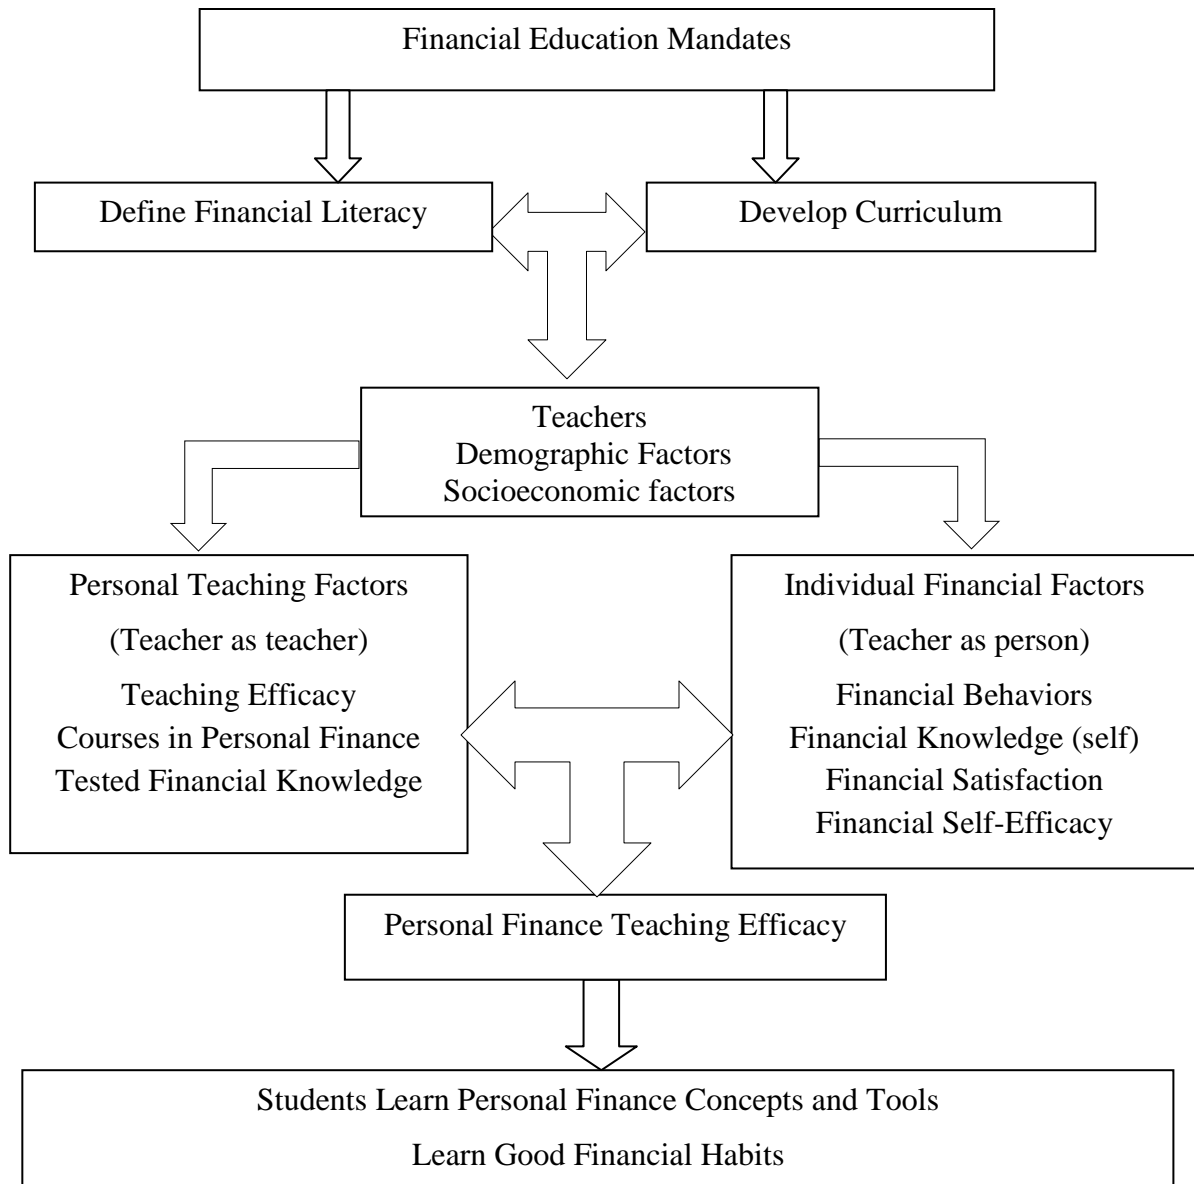 Financial Education Mandates
Define Financial Literacy
Develop Curriculum
Teachers
Demographic Factors
Socioeconomic factors
Personal Teaching Factors
(Teacher as teacher)
Teaching Efficacy
Courses in Personal Finance
Tested Financial Knowledge
Individual Financial Factors
(Teacher as person)
Financial Behaviors
Financial Knowledge (self)
Financial Satisfaction
Financial Self-Efficacy
Personal Finance Teaching Efficacy
Students Learn Personal Finance Concepts and Tools
Learn Good Financial Habits